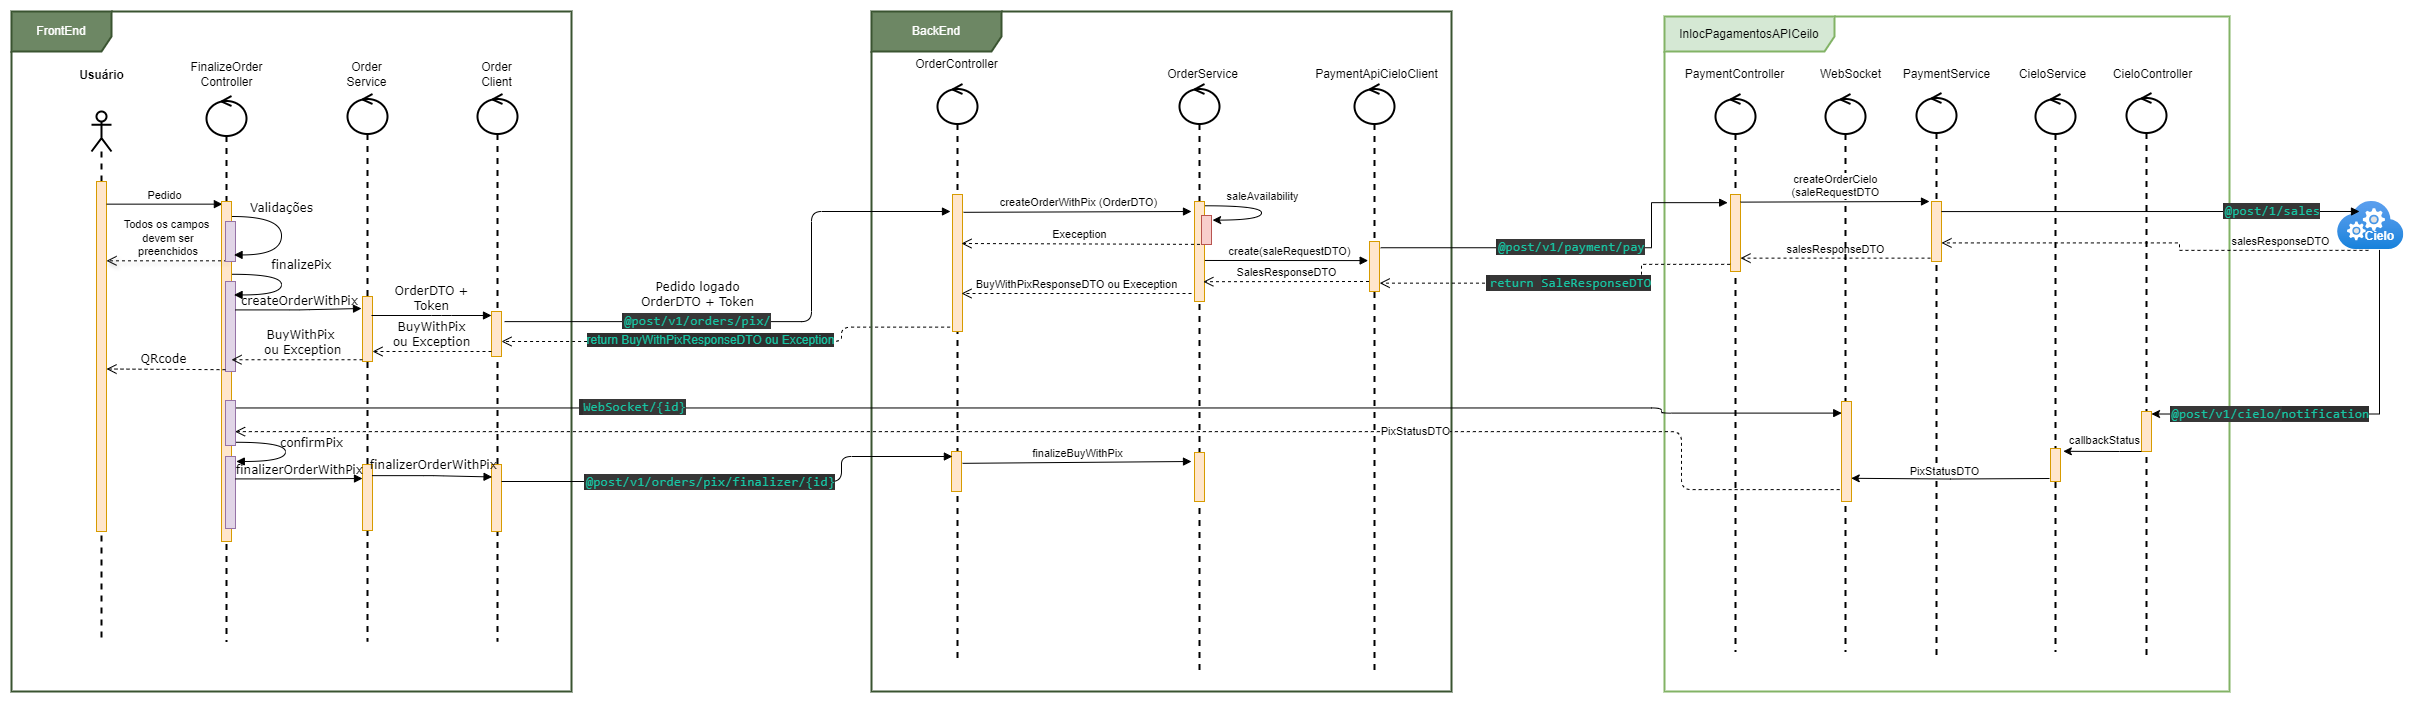 FrontEnd
Usuário
FinalizeOrder
Controller
Order
Service
Order
Client
Pedido
Validações
Todos os campos
devem ser
preenchidos
finalizePix
createOrderWithPix
OrderDTO +
Token
BuyWithPix
ou Exception
BuyWithPix
ou Exception
QRcode
confirmPix
finalizerOrderWithPix
finalizerOrderWithPix
Pedido logado
OrderDTO + Token
@post/v1/orders/pix/
return BuyWithPixResponseDTO ou Exception
WebSocket/{id}
@post/v1/orders/pix/finalizer/{id}
BackEnd
OrderController
OrderService
PaymentApiCieloClient
createOrderWithPix (OrderDTO)
saleAvailability
Exeception
create(saleRequestDTO)
SalesResponseDTO
BuyWithPixResponseDTO ou Exeception
PixStatusDTO
finalizeBuyWithPix
@post/v1/payment/pay
return SaleResponseDTO
InlocPagamentosAPICeilo
PaymentController
WebSocket
PaymentService
CieloService
CieloController
createOrderCielo
(saleRequestDTO
salesResponseDTO
@post/1/sales
salesResponseDTO
Cielo
@post/v1/cielo/notification
callbackStatus
PixStatusDTO